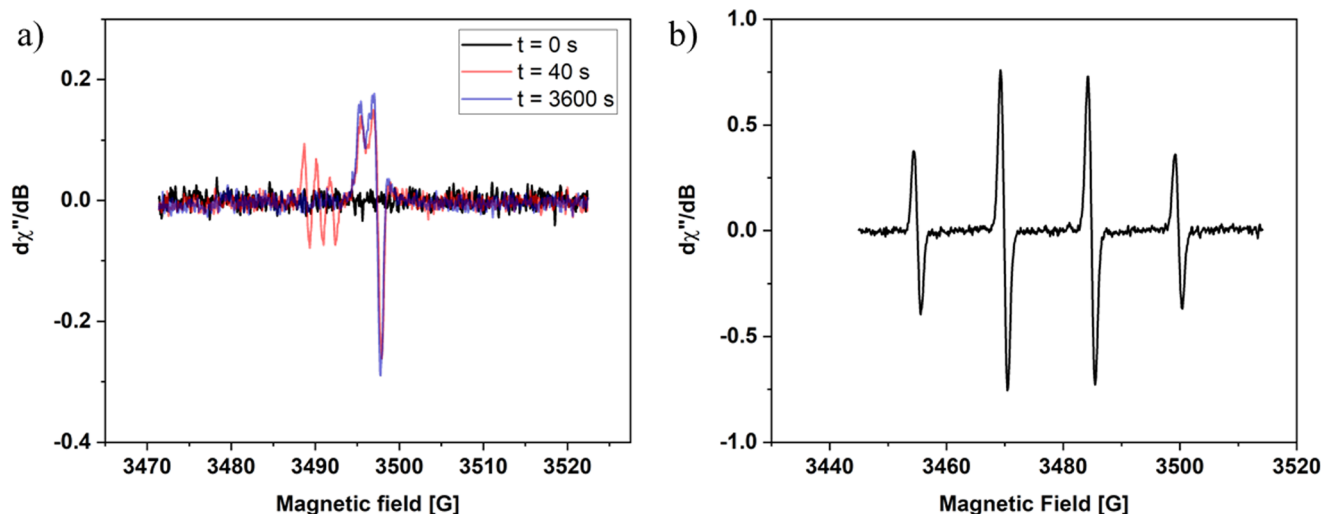 a)
t = 0 s
t = 40 s
t = 3600 s
0.2
0.0
-0.2
-0.4
dχ"/dB
3470 3480 3490 3500 3510 3520
Magnetic field [G]
b)
1.0
0.5
0.0
-0.5
-1.0
dχ"/dB
3440 3460 3480 3500 3520
Magnetic Field [G]